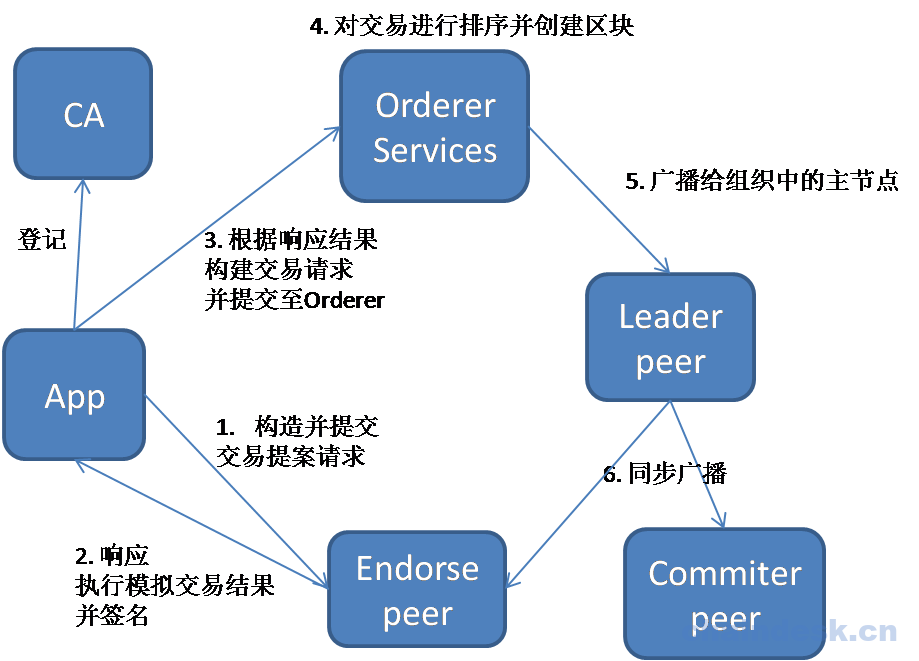 4. 对交易进行排序并创建区块
CA
Orderer
Services
5. 广播给组织中的主节点
登记
3. 根据响应结果
构建交易请求
并提交至Orderer
Leader
peer
App
1. 构造并提交
交易提案请求
6. 同步广播
2. 响应
执行模拟交易结果
并签名
Endorse
peer
Commiter
peer